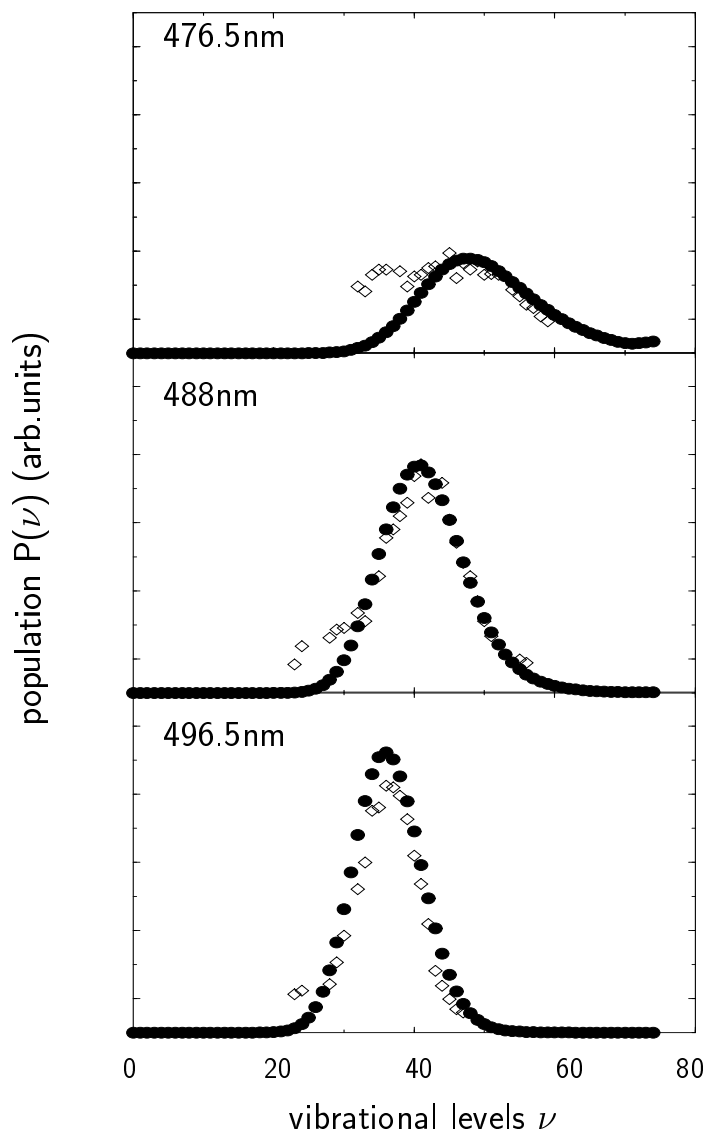 476.5nm
488nm
496.5nm
population P(ν) (arb.units)
0 20 40 60 80
vibrational levels ν